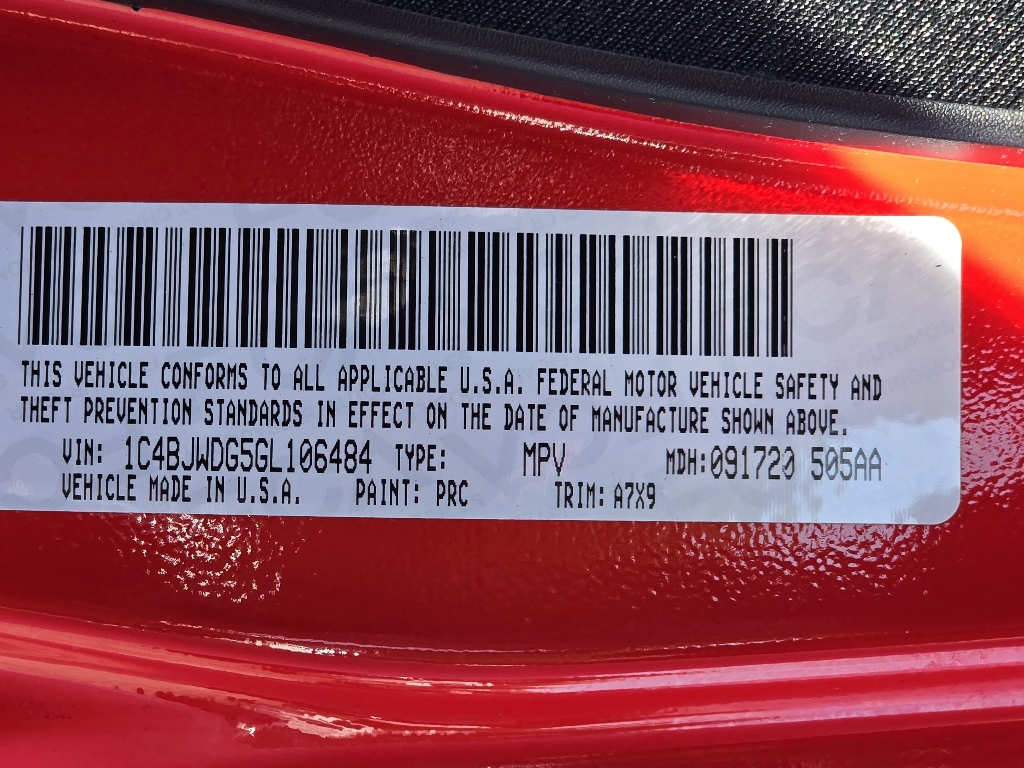 THIS VEHICLE CONFORMS TO ALL APPLICABLE U.S.A. FEDERAL MOTOR VEHICLE SAFETY AND
THEFT PREVENTION STANDARDS IN EFFECT ON THE DATE OF MANUFACTURE SHOWN ABOVE.
VIN: 1C4BJWDG5GL106484 TYPE: MPV MDH:091720 505AA
VEHICLE MADE IN U.S.A. PAINT: PRC TRIM: A7X9